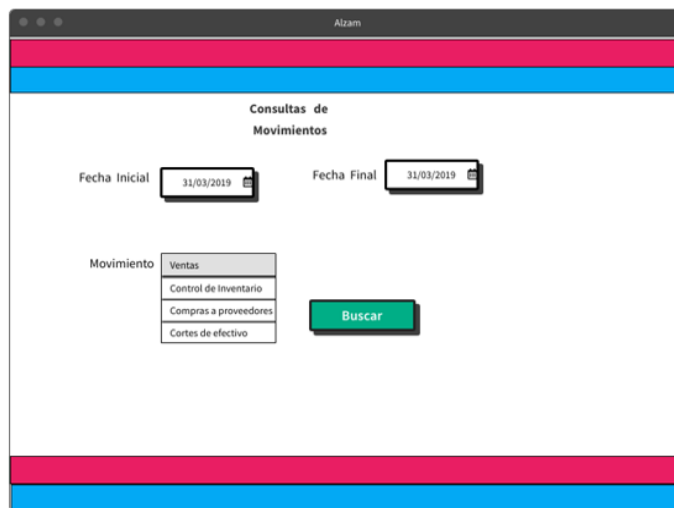 Alzam
Consultas de
Movimientos
Fecha Inicial
31/03/2019
Fecha Final
31/03/2019
Movimiento
Ventas
Control de Inventario
Compras a proveedores
Cortes de efectivo
Buscar